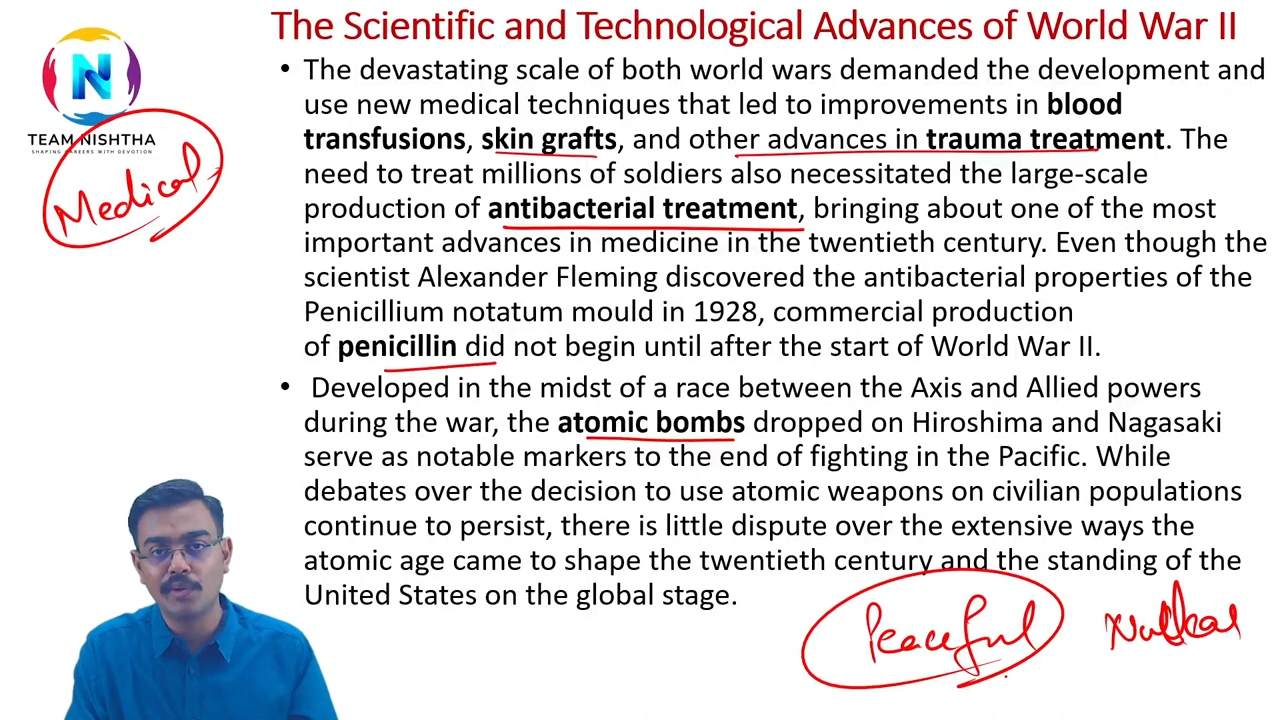 The Scientific and Technological Advances of World War II
N
TEAM NISHTHA
SHAPING CAREERS WITH DEVOTION
Medical
• The devastating scale of both world wars demanded the development and
use new medical techniques that led to improvements in blood
transfusions, skin grafts, and other advances in trauma treatment. The
need to treat millions of soldiers also necessitated the large-scale
production of antibacterial treatment, bringing about one of the most
important advances in medicine in the twentieth century. Even though the
scientist Alexander Fleming discovered the antibacterial properties of the
Penicillium notatum mould in 1928, commercial production
of penicillin did not begin until after the start of World War II.
• Developed in the midst of a race between the Axis and Allied powers
during the war, the atomic bombs dropped on Hiroshima and Nagasaki
serve as notable markers to the end of fighting in the Pacific. While
debates over the decision to use atomic weapons on civilian populations
continue to persist, there is little dispute over the extensive ways the
atomic age came to shape the twentieth century and the standing of the
United States on the global stage.
Peaceful